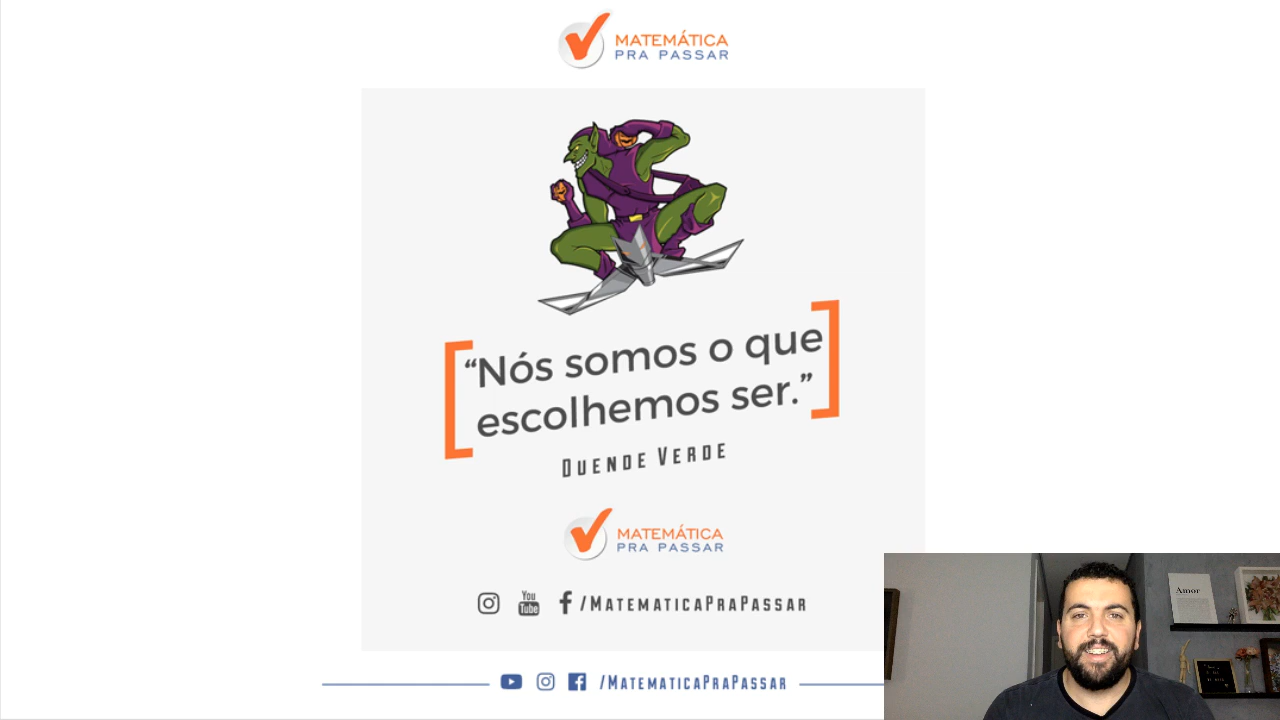 MATEMÁTICA
PRA PASSAR
“Nós somos o que
escolhemos ser.”
DUENDE VERDE
MATEMÁTICA
PRA PASSAR
You
Tube
/MATEMATICAPRAPASSAR
/MATEMATICAPRAPASSAR
Amor